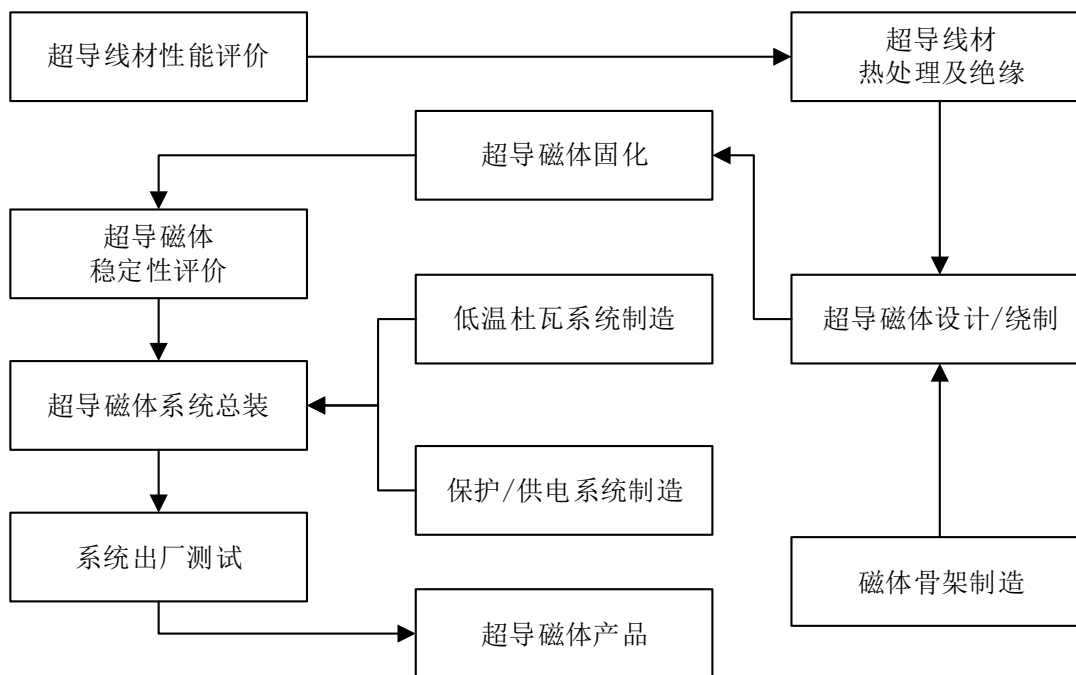 超导线材性能评价
超导线材
热处理及绝缘
超导磁体固化
超导磁体
稳定性评价
低温杜瓦系统制造
超导磁体设计/绕制
超导磁体系统总装
保护/供电系统制造
系统出厂测试
磁体骨架制造
超导磁体产品